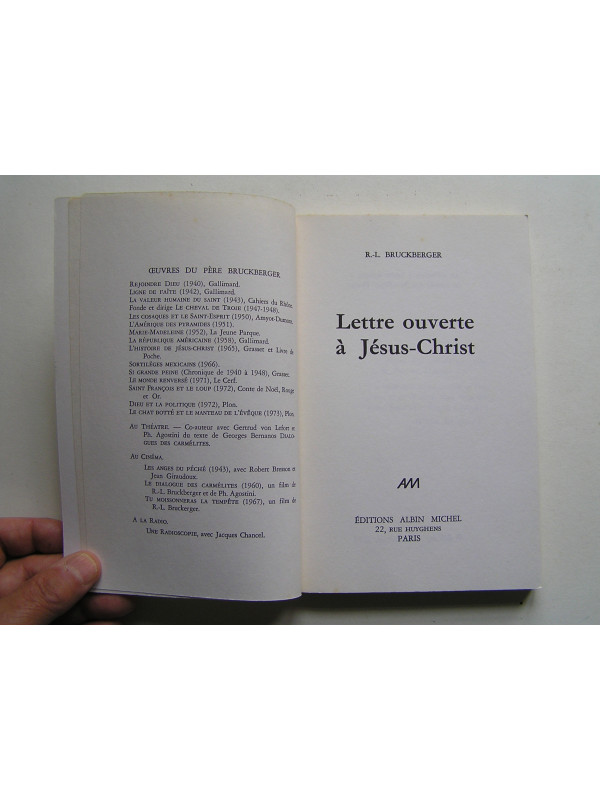 ŒUVRES DU PÈRE BRUCKBERGER
REJOINDRE DIEU (1940), Gallimard.
LIGNE DE FAÎTE (1942), Gallimard.
LA VALEUR HUMAINE DU SAINT (1943), Cahiers du Rhône.
Fonde et dirige LE CHEVAL DE TROIE (1947-1948).
LES COSAQUES ET LE SAINT-ESPRIT (1950), Amyot-Dumont.
L'AMÉRIQUE DES PYRAMIDES (1951).
MARIE-MADELEINE (1952), La Jeune Parque.
LA RÉPUBLIQUE AMÉRICAINE (1958), Gallimard.
L'HISTOIRE DE JÉSUS-CHRIST (1965), Grasset et Livre de
Poche.
SORTILÈGES MEXICAINS (1966).
SI GRANDE PEINE (Chronique de 1940 à 1948), Grasset.
LE MONDE RENVERSÉ (1971), Le Cerf.
SAINT FRANÇOIS ET LE LOUP (1972), Conte de Noël, Rouge
et Or.
DIEU ET LA POLITIQUE (1972), Plon.
LE CHAT BOTTÉ ET LE MANTEAU DE L'ÉVÊQUE (1973), Plon
AU THÉATRE. — Co-auteur avec Gertrud von Lefort et
Ph. Agostini du texte de Georges Bernanos DIALO-
GUES DES CARMÉLITES.
AU CINÉMA.
LES ANGES DU PÉCHÉ (1943), avec Robert Bresson et
Jean Giraudoux.
LE DIALOGUE DES CARMÉLITES (1960), un film de
R.-L. Bruckberger et de Ph. Agostini.
TU MOISSONNERAS LA TEMPÊTE (1967), un film de
R.-L. Bruckerger.
A LA RADIO.
UNE RADIOSCOPIE, avec Jacques Chancel.
R.-L. BRUCKBERGER
Lettre ouverte
à Jésus-Christ
AM
ÉDITIONS ALBIN MICHEL
22, RUE HUYGHENS
PARIS